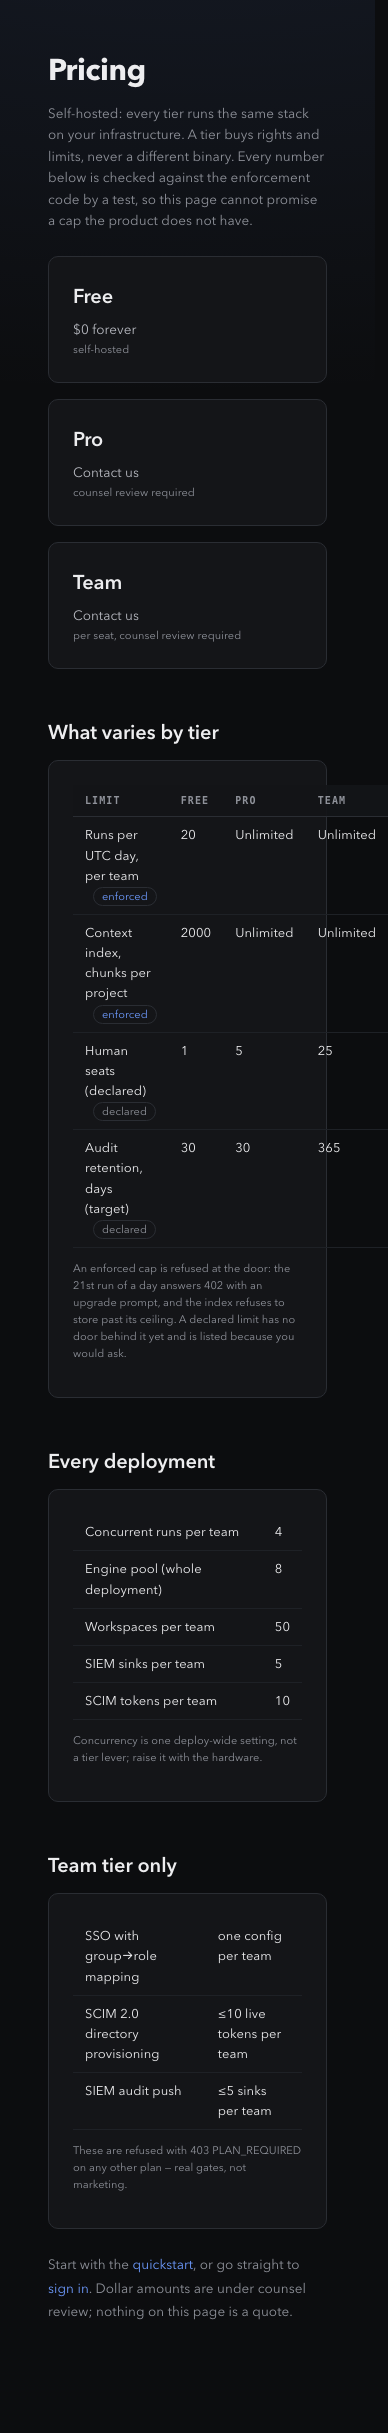 Pricing
Self-hosted: every tier runs the same stack
on your infrastructure. A tier buys rights and
limits, never a different binary. Every number
below is checked against the enforcement
code by a test, so this page cannot promise
a cap the product does not have.
Free
$0 forever
self-hosted
Pro
Contact us
counsel review required
Team
Contact us
per seat, counsel review required
What varies by tier
LIMIT FREE PRO TEAM
Runs per 20 Unlimited Unlimited
UTC day,
per team
enforced
Context 2000 Unlimited Unlimited
index,
chunks per
project
enforced
Human 1 5 25
seats
(declared)
declared
Audit 30 30 365
retention,
days
(target)
declared
An enforced cap is refused at the door: the
21st run of a day answers 402 with an
upgrade prompt, and the index refuses to
store past its ceiling. A declared limit has no
door behind it yet and is listed because you
would ask.
Every deployment
Concurrent runs per team 4
Engine pool (whole 8
deployment)
Workspaces per team 50
SIEM sinks per team 5
SCIM tokens per team 10
Concurrency is one deploy-wide setting, not
a tier lever; raise it with the hardware.
Team tier only
SSO with one config
group→role per team
mapping
SCIM 2.0 ≤10 live
directory tokens per
provisioning team
SIEM audit push ≤5 sinks
per team
These are refused with 403 PLAN_REQUIRED
on any other plan — real gates, not
marketing.
Start with the quickstart, or go straight to
sign in. Dollar amounts are under counsel
review; nothing on this page is a quote.